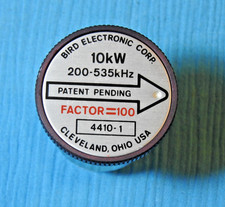 BIRD ELECTRONIC CORP.
10kW
200-535kHz
PATENT PENDING
FACTOR=100
4410-1
CLEVELAND, OHIO USA